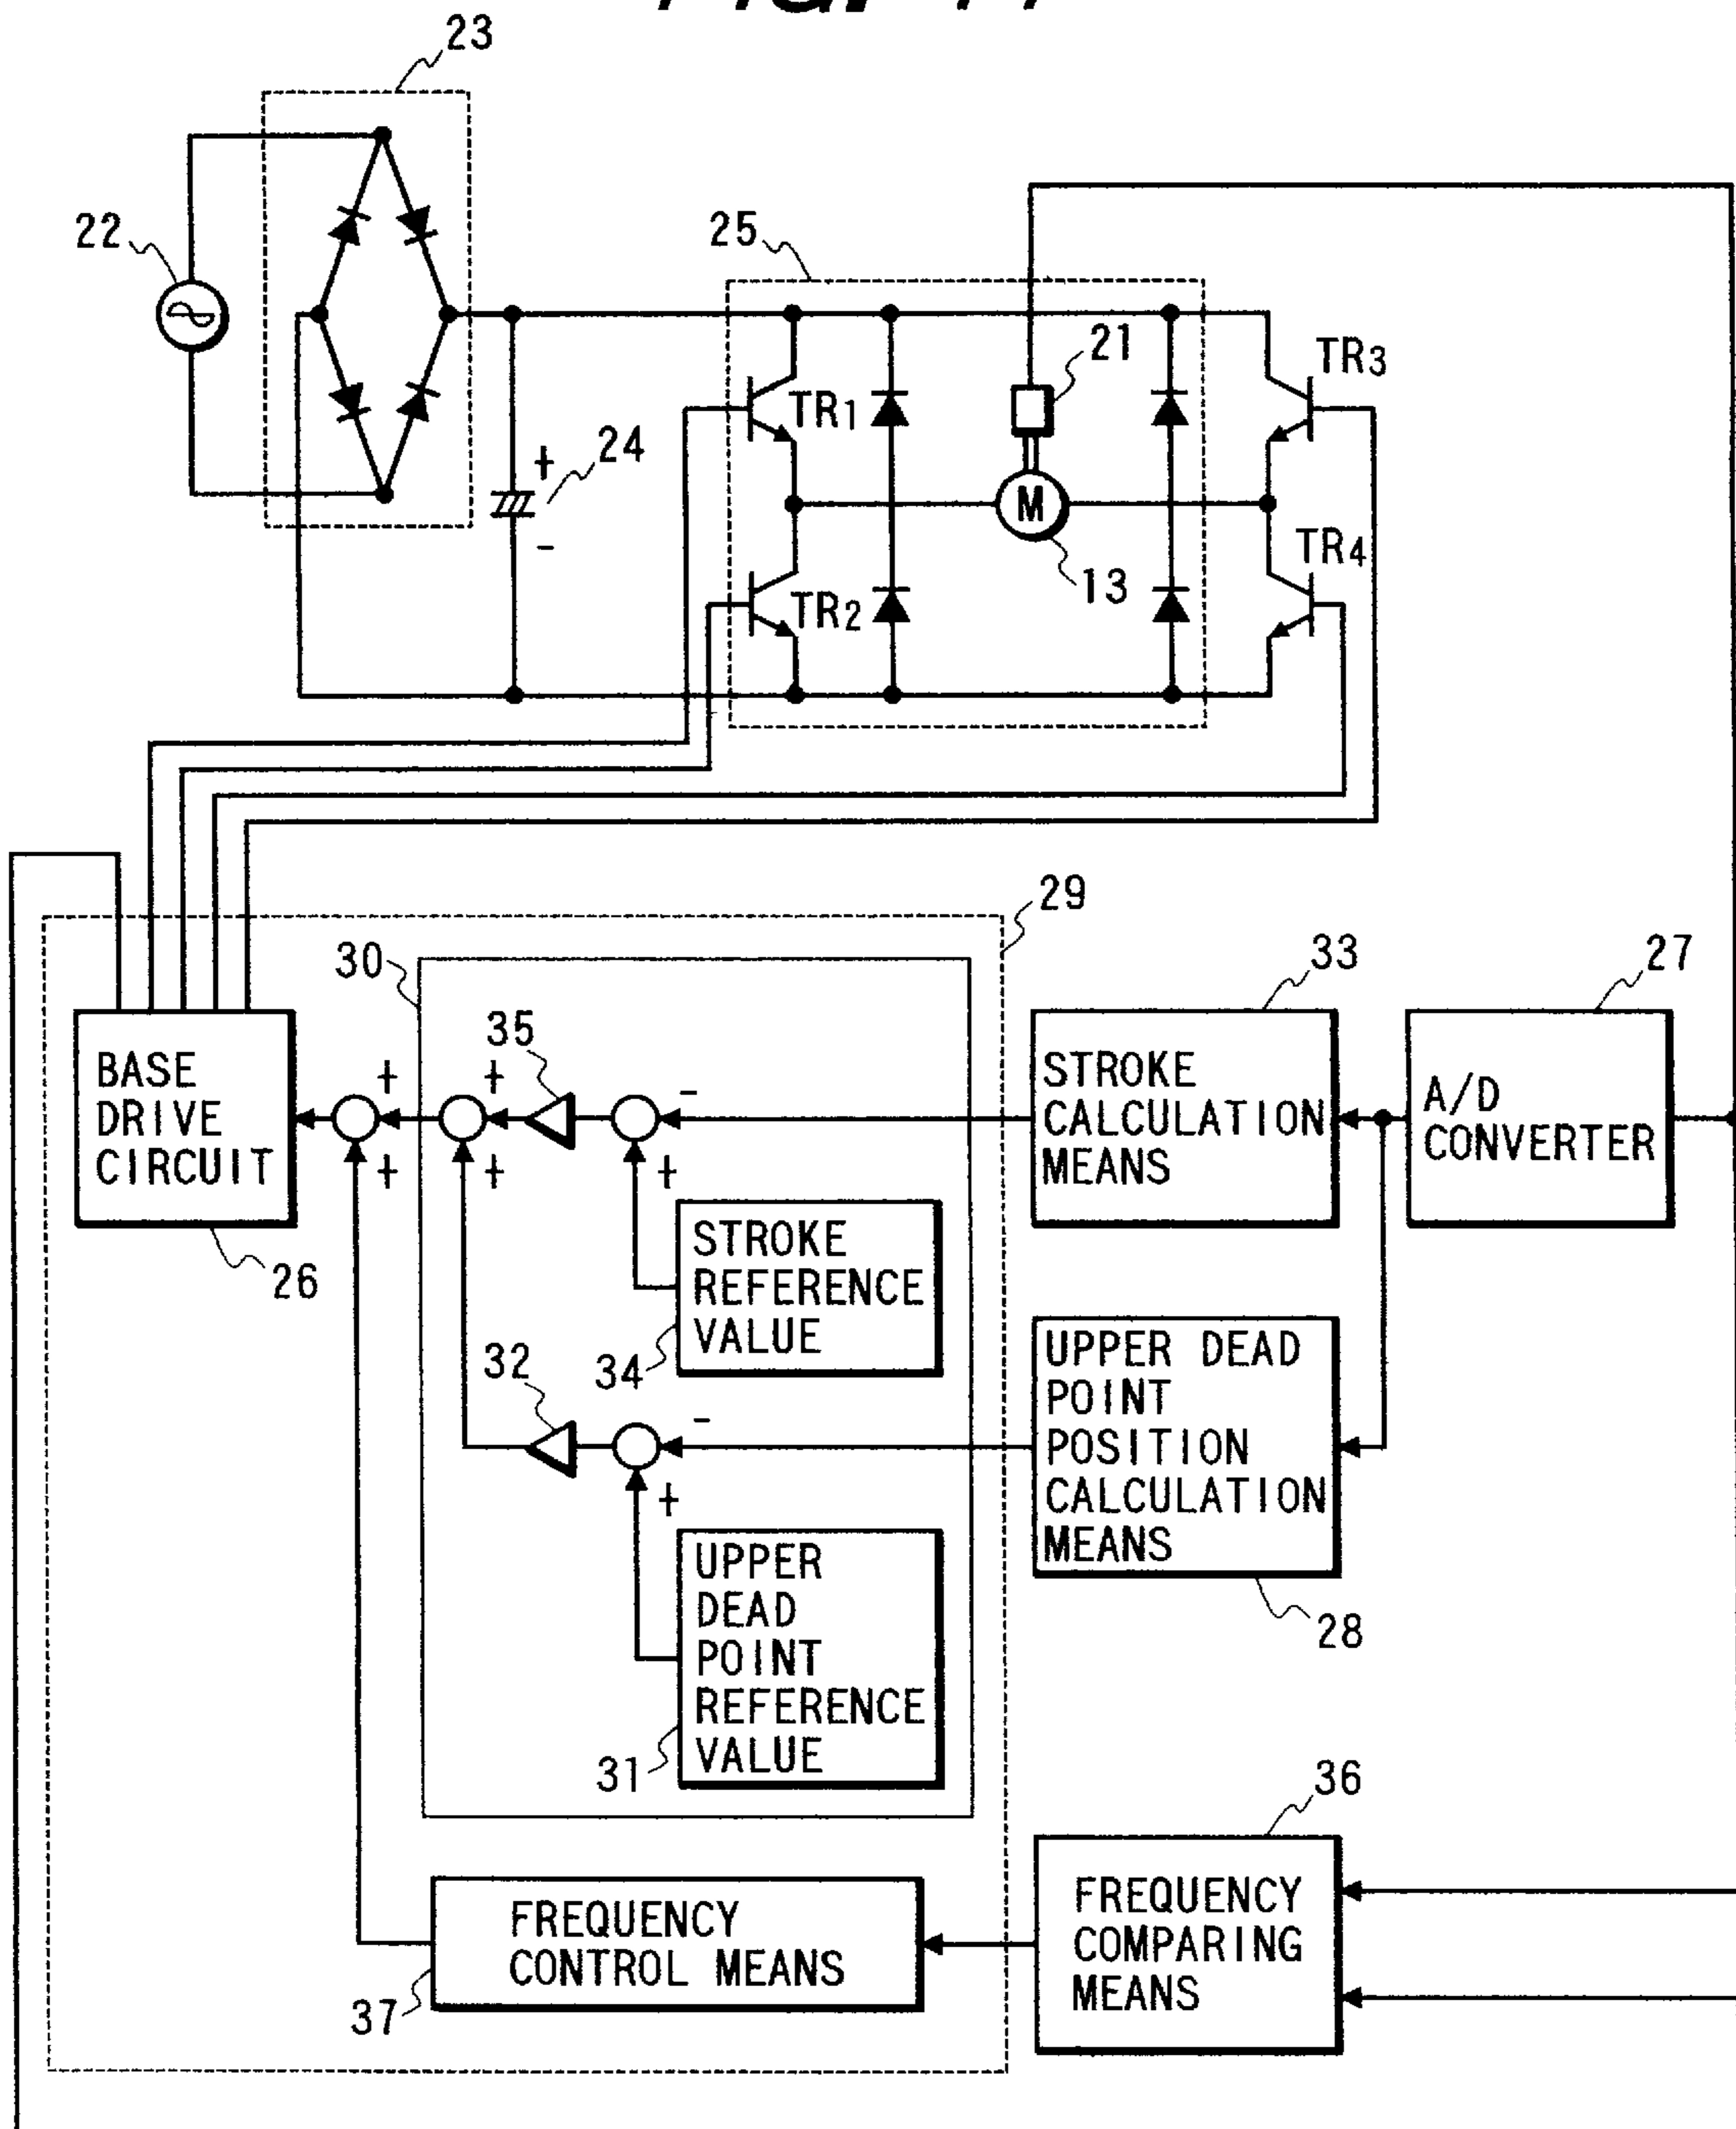 23
22
25
21
TR3
TR1
24
M
+
-
TR4
13
TR2
29
30
33
27
35
BASE
DRIVE
CIRCUIT
+
+
-
STROKE
CALCULATION
MEANS
A/D
CONVERTER
+
+
+
26
STROKE
REFERENCE
VALUE
34
32
UPPER DEAD
POINT
POSITION
CALCULATION
MEANS
-
+
28
UPPER
DEAD
POINT
REFERENCE
VALUE
31
36
FREQUENCY
CONTROL MEANS
37
FREQUENCY
COMPARING
MEANS